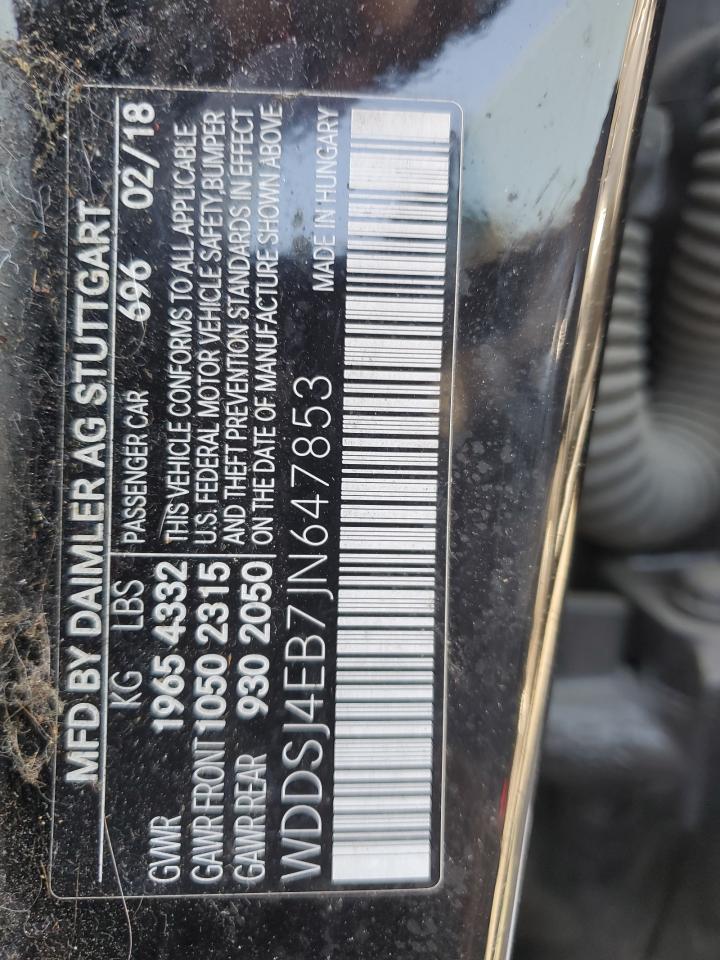 MFD BY DAIMLER AG STUTTGART
KG LBS PASSENGER CAR 696 02/18
GVWR 1965 4332 THIS VEHICLE CONFORMS TO ALL APPLICABLE
GAWR FRONT 1050 2315 U.S. FEDERAL MOTOR VEHICLE SAFETY, BUMPER
GAWR REAR 930 2050 AND THEFT PREVENTION STANDARDS IN EFFECT
ON THE DATE OF MANUFACTURE SHOWN ABOVE
WDDSJ4EB7JN647853 MADE IN HUNGARY